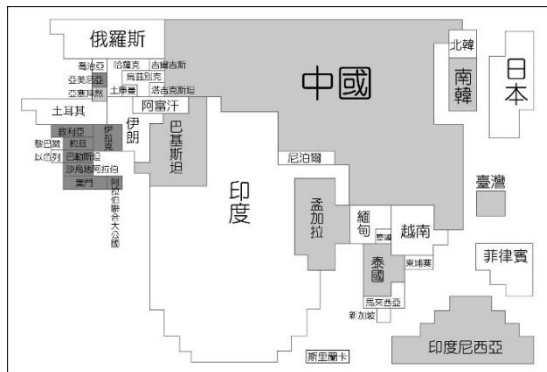 俄羅斯
喬治亞
哈薩克
吉爾吉斯
亞美尼亞
烏茲別克
亞塞拜然
土庫曼
塔吉克斯坦
土耳其
阿富汗
伊朗
巴基斯坦
敘利亞
伊拉克
黎巴嫩
約旦
以色列
巴勒斯坦
沙烏地阿拉伯
葉門
阿拉伯聯合大公國
印度
中國
北韓
南韓
日本
臺灣
尼泊爾
孟加拉
緬甸
越南
泰國
柬埔寨
馬來西亞
新加坡
菲律賓
印度尼西亞
斯里蘭卡